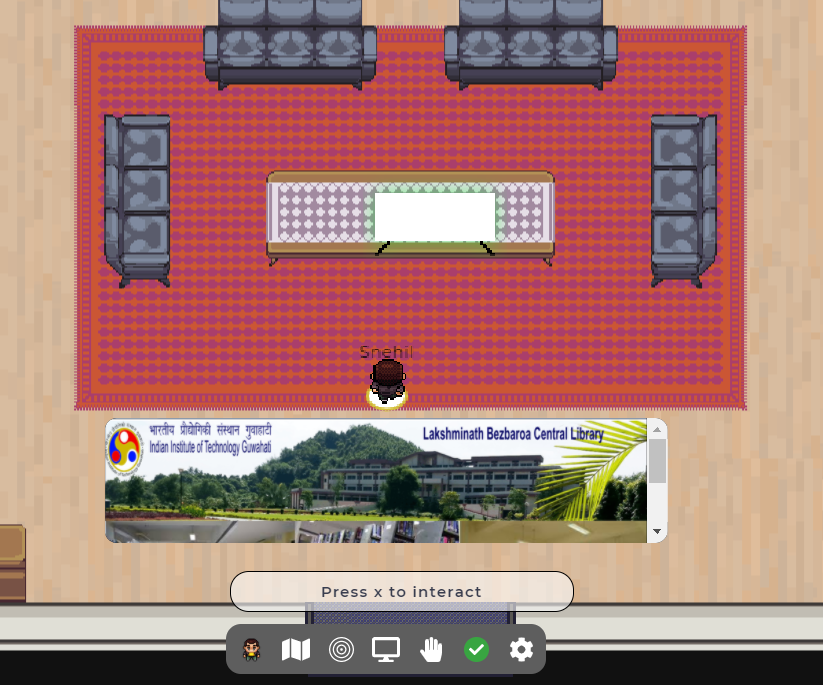 Snehil
भारतीय प्रौद्योगिकी संस्थान गुवाहाटी
Indian Institute of Technology Guwahati
Lakshminath Bezbaroa Central Library
Press x to interact